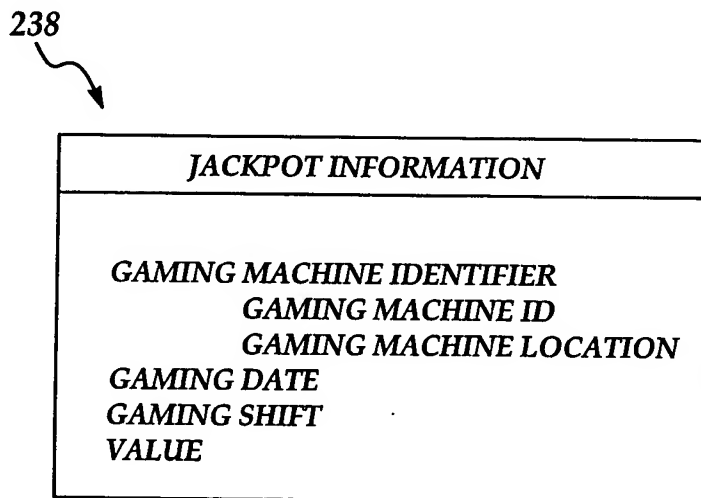 238
JACKPOT INFORMATION
GAMING MACHINE IDENTIFIER
GAMING MACHINE ID
GAMING MACHINE LOCATION
GAMING DATE
GAMING SHIFT
VALUE